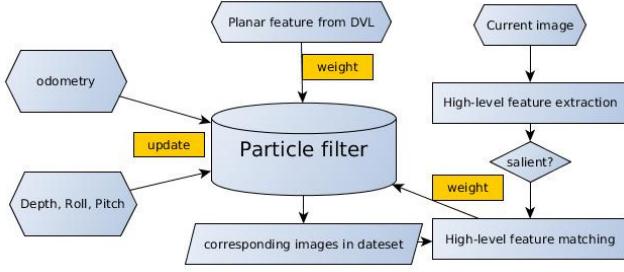 Planar feature from DVL
Current image
weight
odometry
High-level feature extraction
update
Particle filter
salient?
weight
Depth, Roll, Pitch
corresponding images in dateset
High-level feature matching